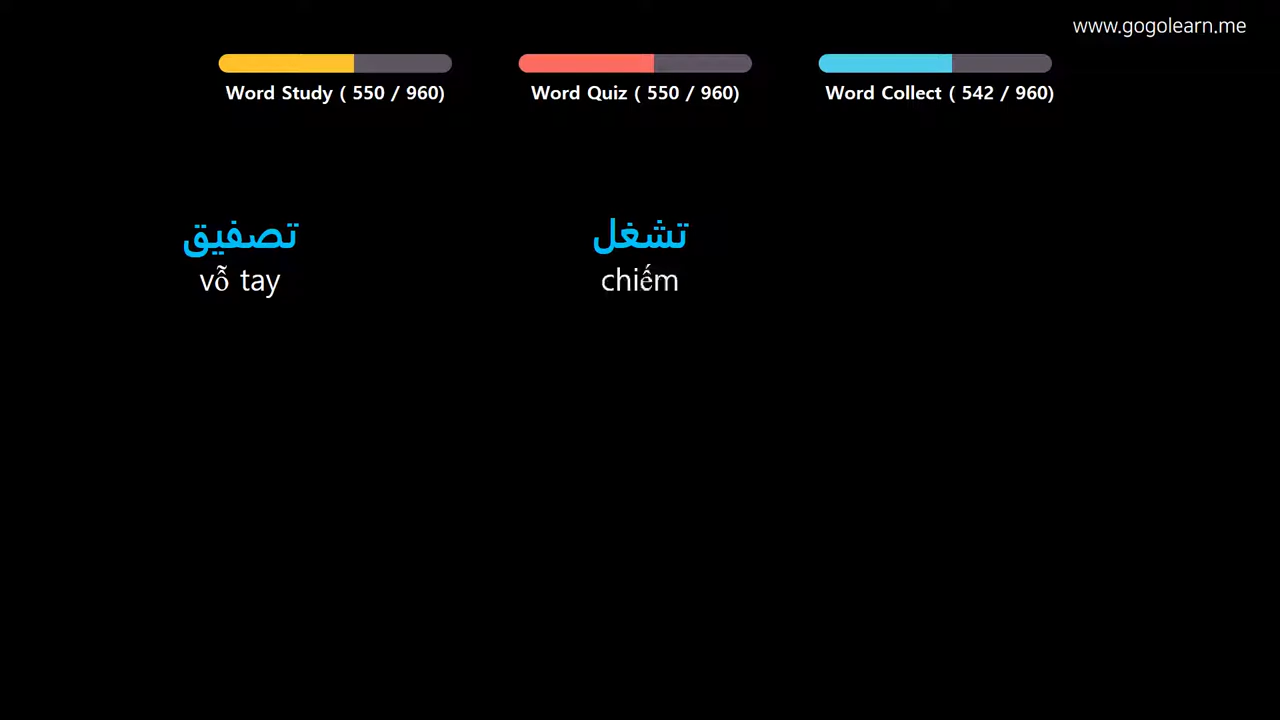 www.gogolearn.me
Word Study ( 550 / 960)
Word Quiz ( 550 / 960)
Word Collect ( 542 / 960)
تصفيق
vỗ tay
تشغل
chiếm